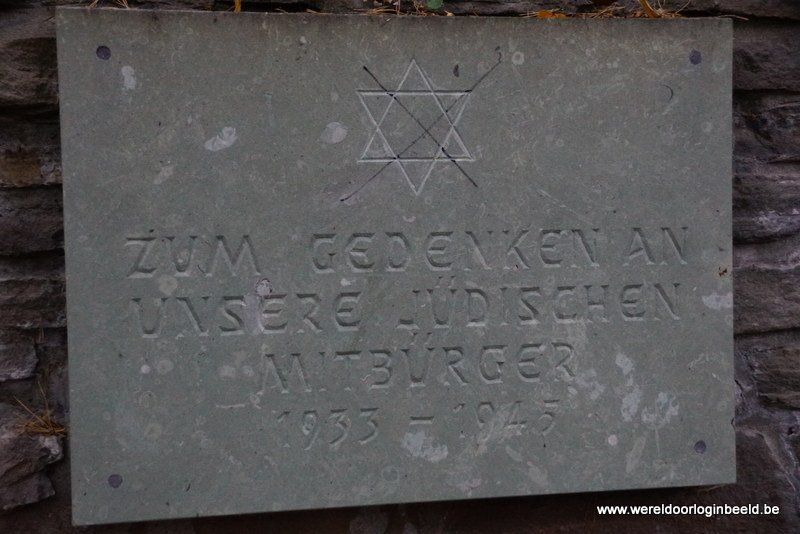 ZUM GEDENKEN AN
UNSERE JÜDISCHEN
MITBÜRGER
1933 – 1945
www.wereldoorloginbeeld.be